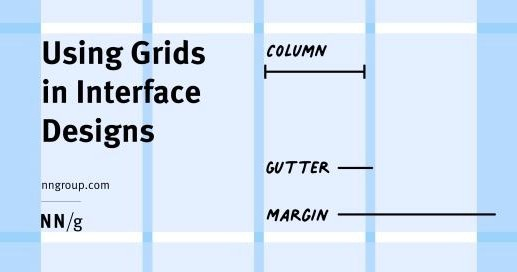 Using Grids
in Interface
Designs
nngroup.com
NN/g
COLUMN
GUTTER
MARGIN